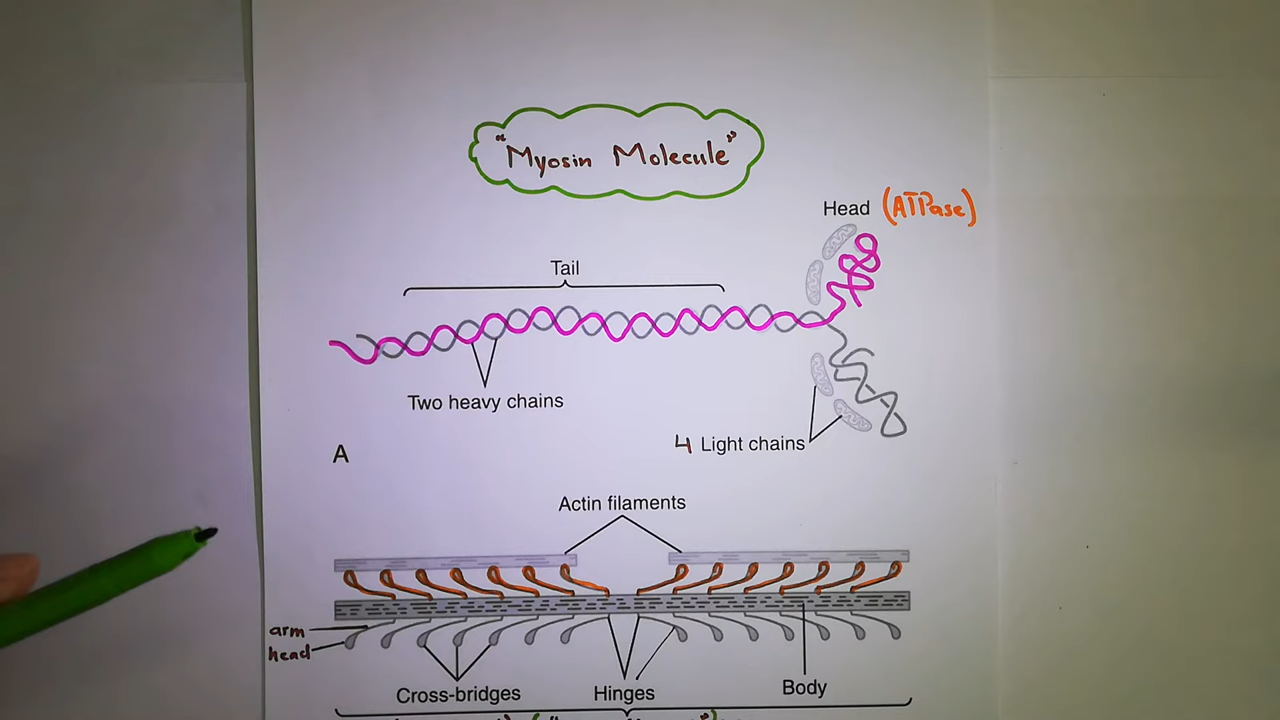 "Myosin Molecule"
Head (ATPase)
Tail
Two heavy chains
4 Light chains
A
Actin filaments
arm
head
Cross-bridges
Hinges
Body